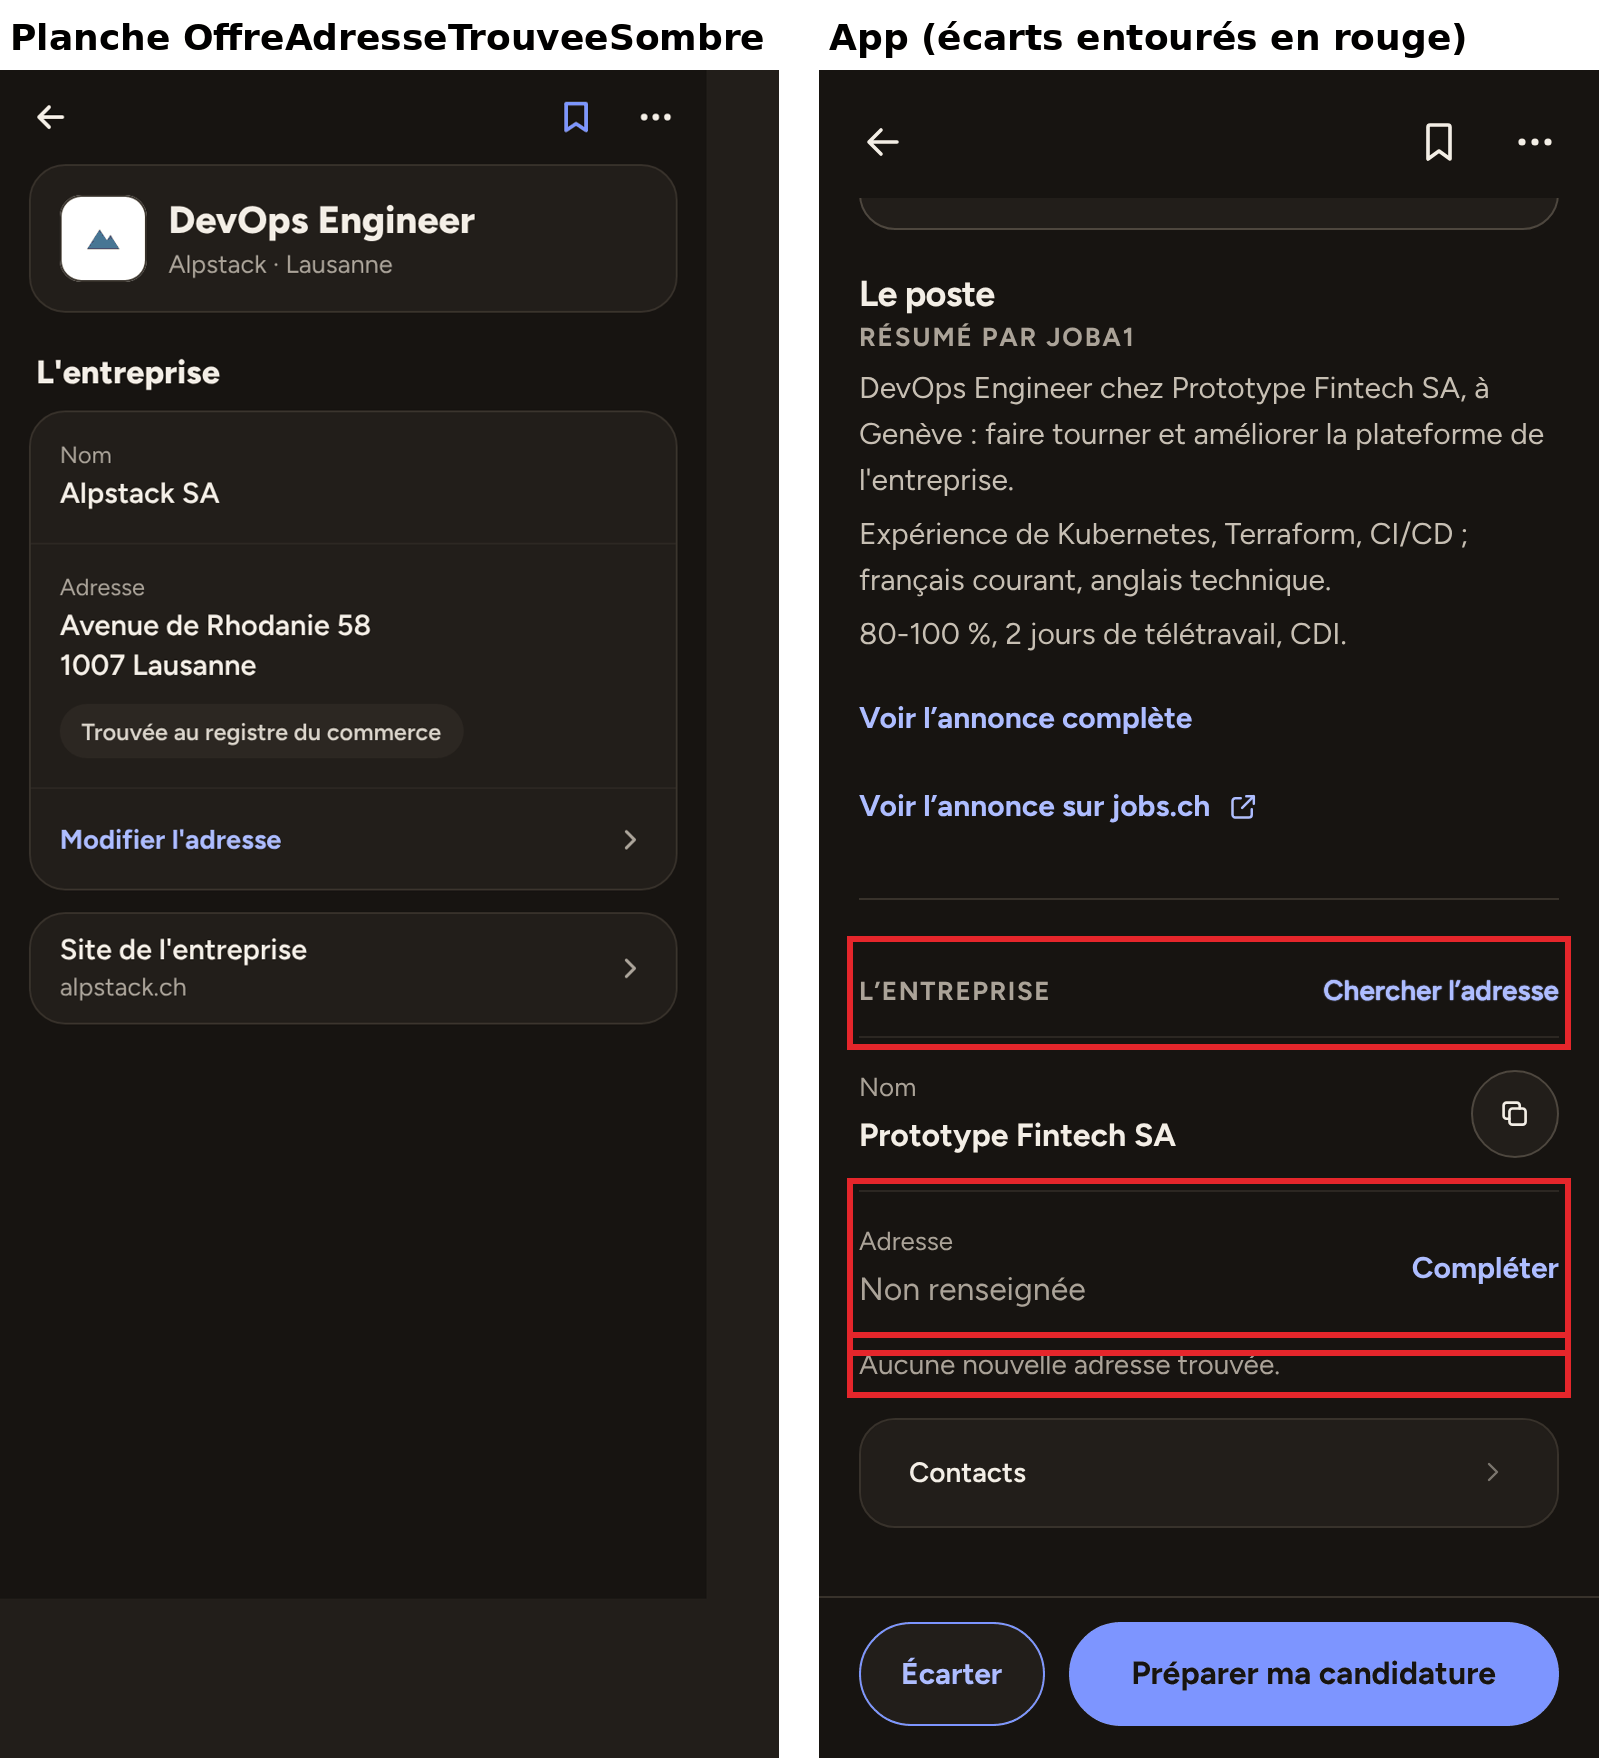 Planche OffreAdresseTrouveeSombre
DevOps Engineer
Alpstack · Lausanne
L'entreprise
Nom
Alpstack SA
Adresse
Avenue de Rhodanie 58
1007 Lausanne
Trouvée au registre du commerce
Modifier l'adresse
Site de l'entreprise
alpstack.ch
App (écarts entourés en rouge)
Le poste
RÉSUMÉ PAR JOBA1
DevOps Engineer chez Prototype Fintech SA, à
Genève : faire tourner et améliorer la plateforme de
l'entreprise.
Expérience de Kubernetes, Terraform, CI/CD ;
français courant, anglais technique.
80-100 %, 2 jours de télétravail, CDI.
Voir l’annonce complète
Voir l’annonce sur jobs.ch
L’ENTREPRISE
Chercher l’adresse
Nom
Prototype Fintech SA
Adresse
Non renseignée
Compléter
Aucune nouvelle adresse trouvée.
Contacts
Écarter
Préparer ma candidature